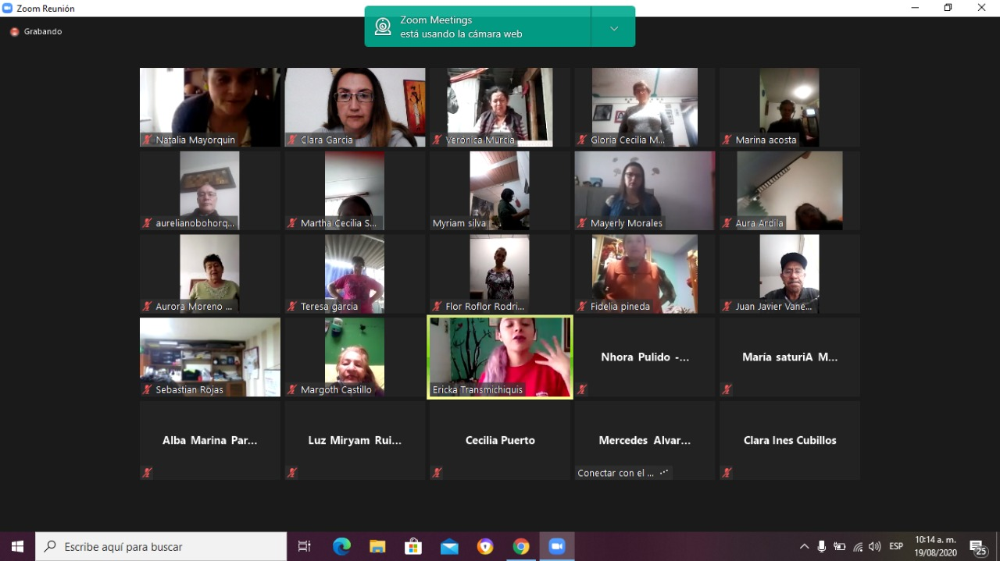 Zoom Reunión
Zoom Meetings
está usando la cámara web
Grabando
Natalia Mayorquin
Clara Garcia
Verónica Murcia
Gloria Cecilia M...
Marina acosta
aurelianobohorq...
Martha Cecilia S...
Myriam silva
Mayerly Morales
Aura Ardila
Aurora Moreno ...
Teresa garcia
Flor Roflor Rodri...
Fidelia pineda
Juan Javier Vane...
Sebastian Rojas
Margoth Castillo
Ericka Transmichiquis
Nhora Pulido -...
María saturiA M...
Alba Marina Par...
Luz Miryam Rui...
Cecilia Puerto
Mercedes Alvar...
Clara Ines Cubillos
Conectar con el ...
Escribe aquí para buscar
ESP
10:14 a. m.
19/08/2020
25